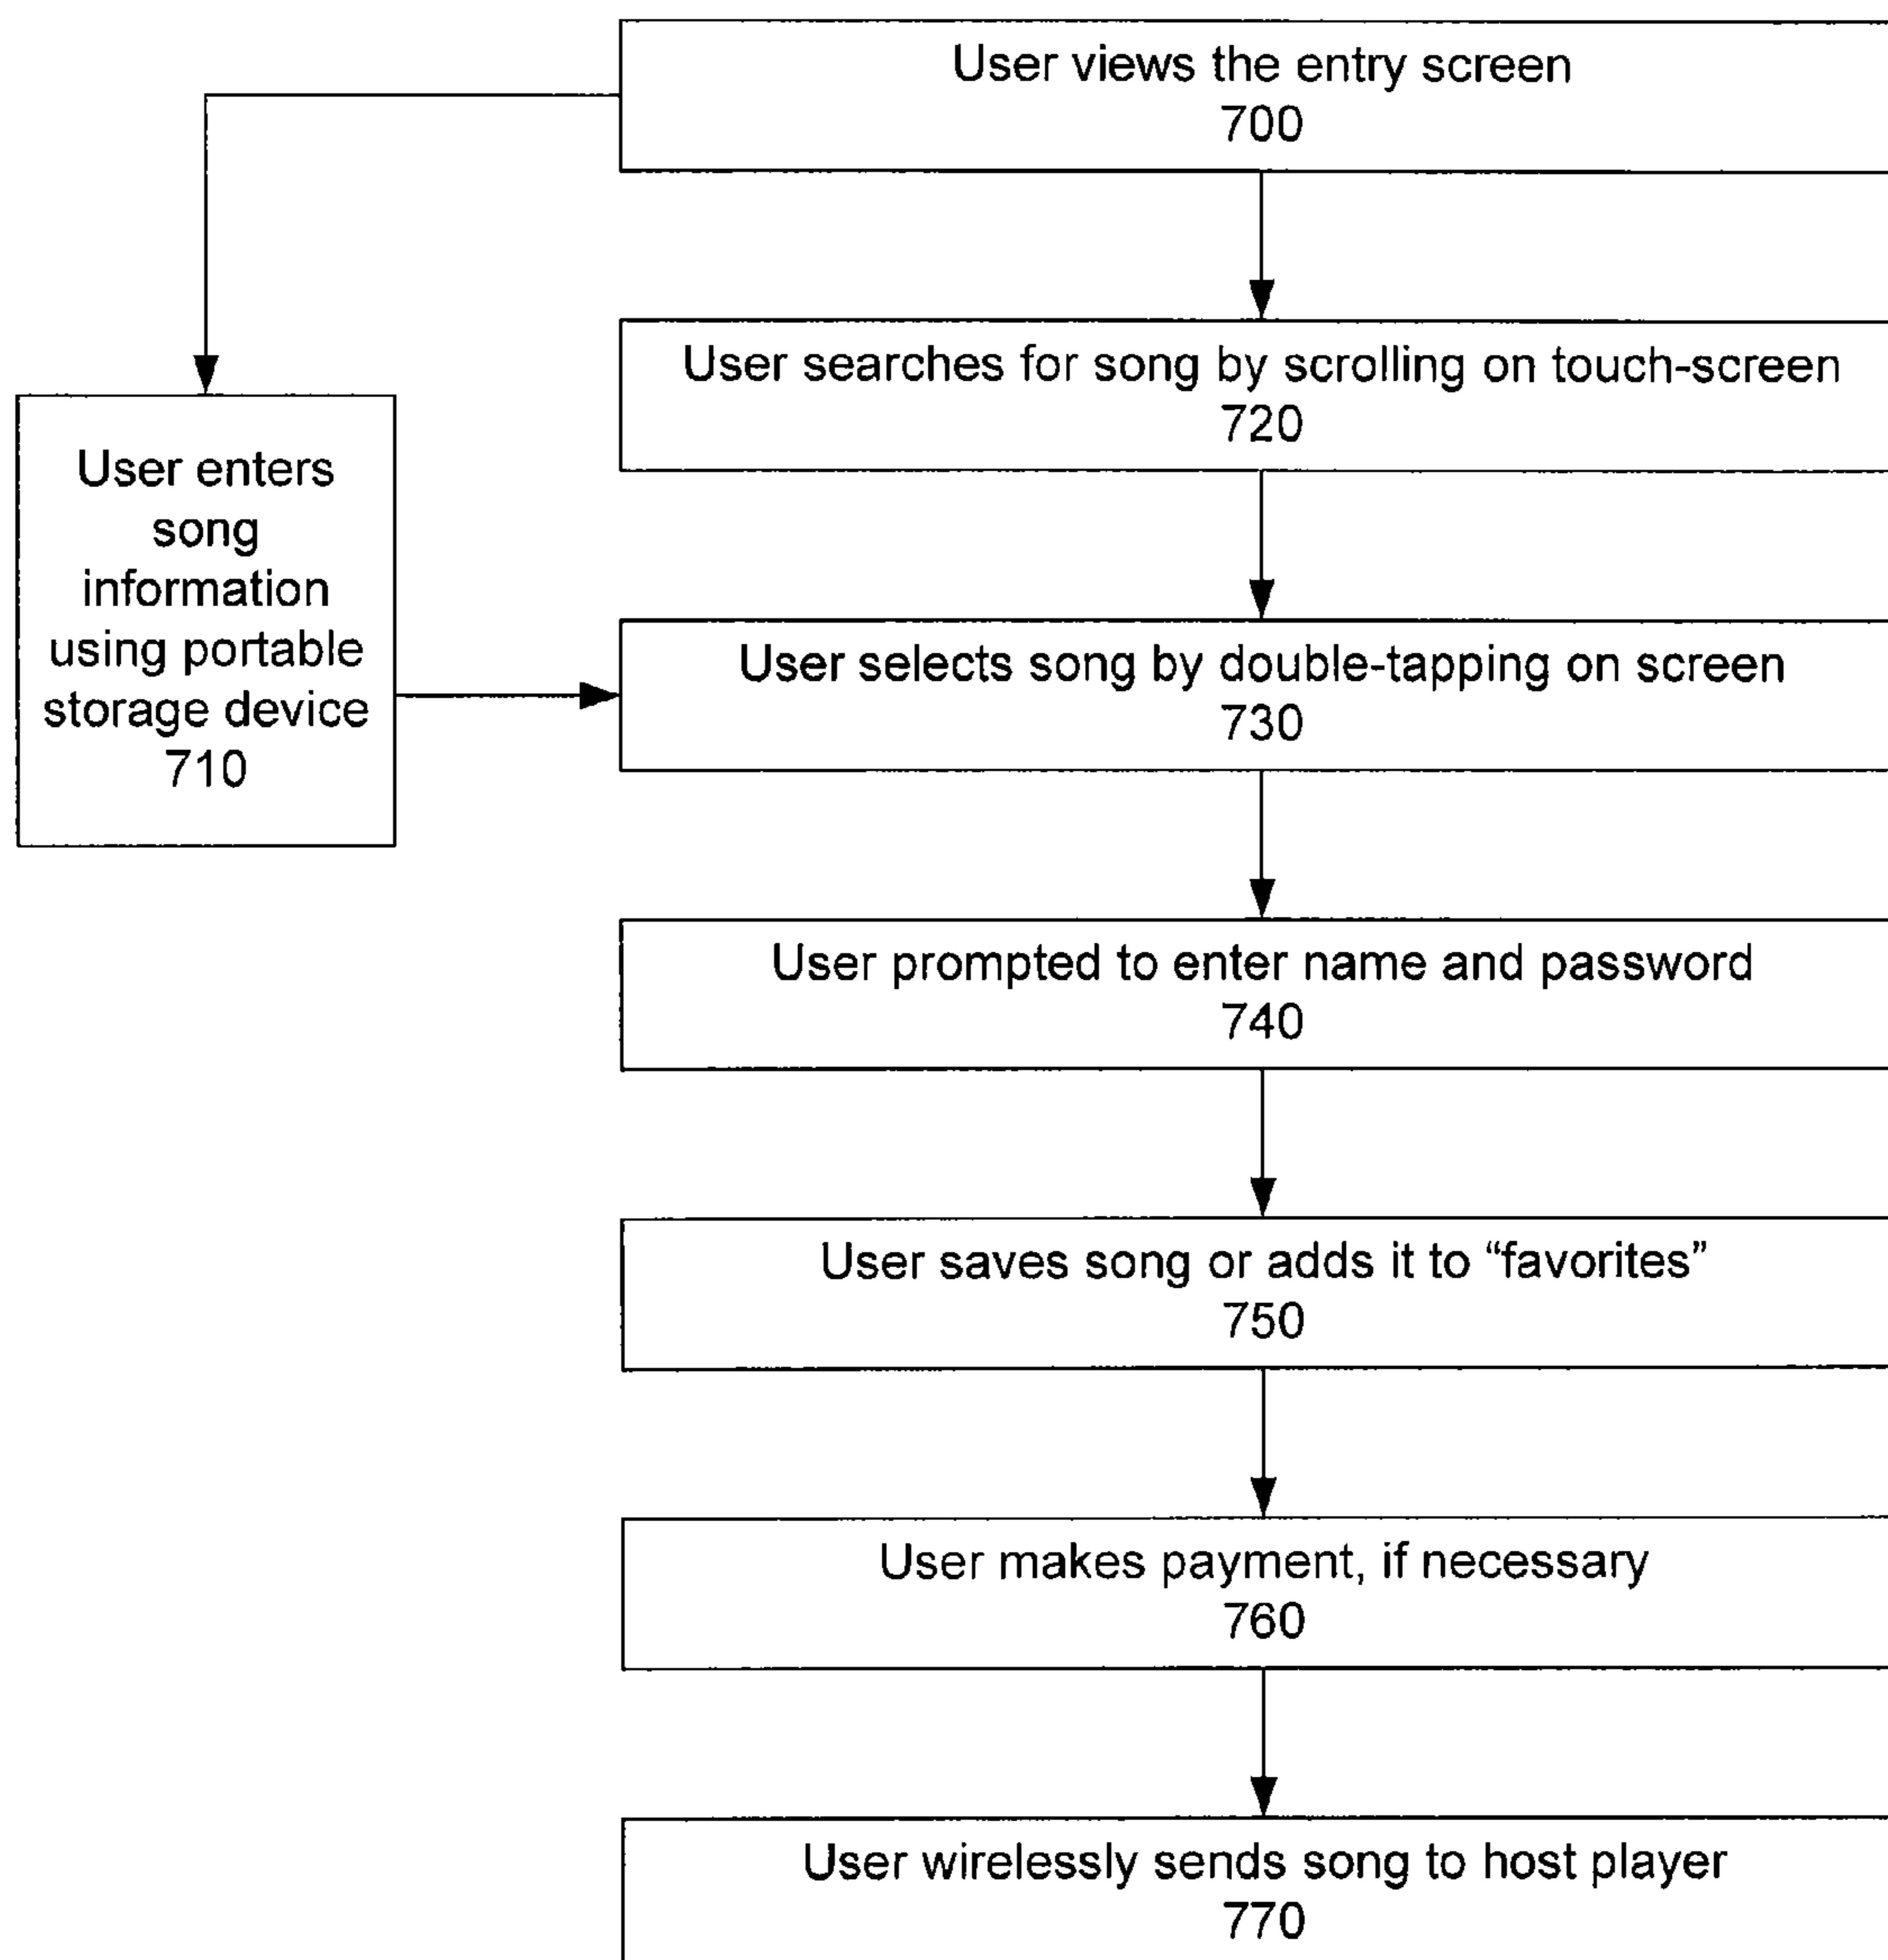 User views the entry screen
700
User searches for song by scrolling on touch-screen
720
User enters
song
information
using portable
storage device
710
User selects song by double-tapping on screen
730
User prompted to enter name and password
740
User saves song or adds it to “favorites”
750
User makes payment, if necessary
760
User wirelessly sends song to host player
770